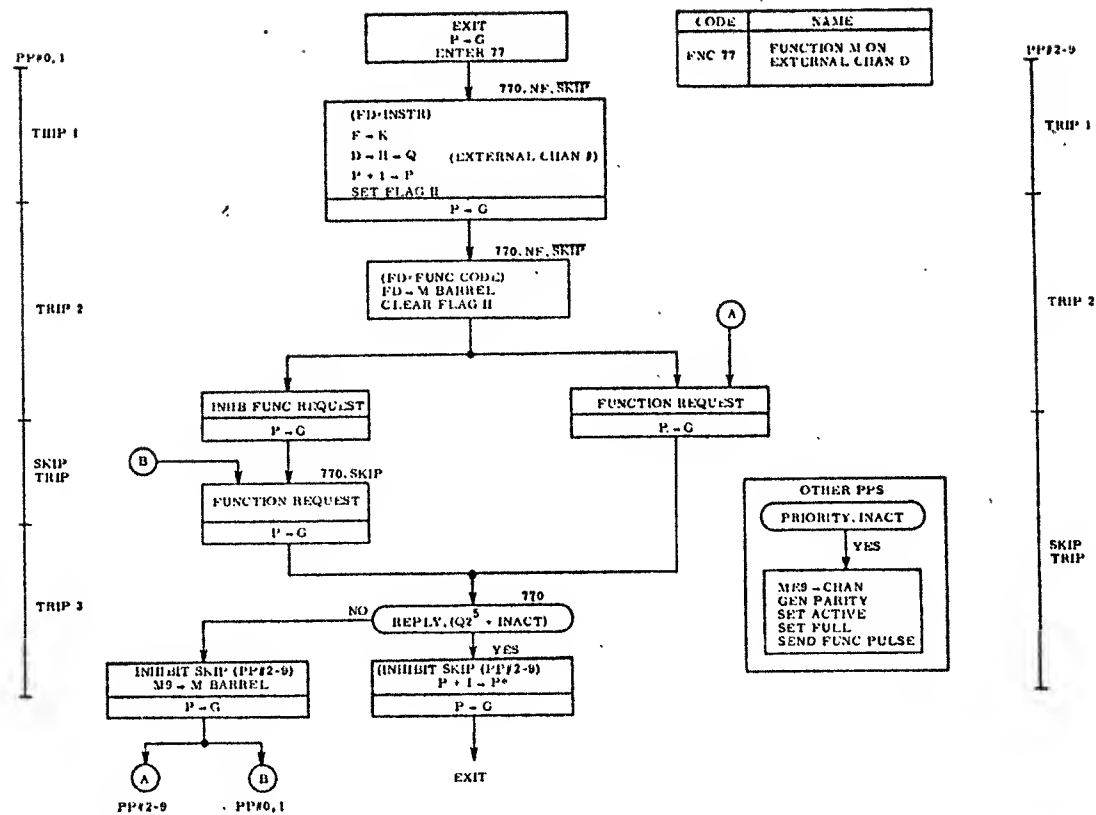 EXIT
P → G
ENTER 77
CODE NAME
FNC 77 FUNCTION M ON
EXTERNAL CHAN D
PP#0,1
PP#2-9
770, NF, SKIP
TRIP 1
(FD=INSTR)
F → K
D → H → Q (EXTERNAL CHAN #)
P + 1 → P
SET FLAG H
P → G
TRIP 1
770, NF, SKIP
(FD=FUNC CODE)
FD → M BARREL
CLEAR FLAG H
TRIP 2
TRIP 2
A
INHB FUNC REQUEST
P → G
FUNCTION REQUEST
P → G
SKIP
TRIP
B
770, SKIP
FUNCTION REQUEST
P → G
OTHER PPS
PRIORITY, INACT
YES
ME9 → CHAN
GEN PARITY
SET ACTIVE
SET FULL
SEND FUNC PULSE
SKIP
TRIP
TRIP 3
770
NO
REPLY, (Q2⁵ + INACT)
YES
INHIBIT SKIP (PP#2-9)
M9 → M BARREL
P → G
(INHIBIT SKIP (PP#2-9)
P + 1 → P*
P → G
A
B
EXIT
PP#2-9
PP#0,1